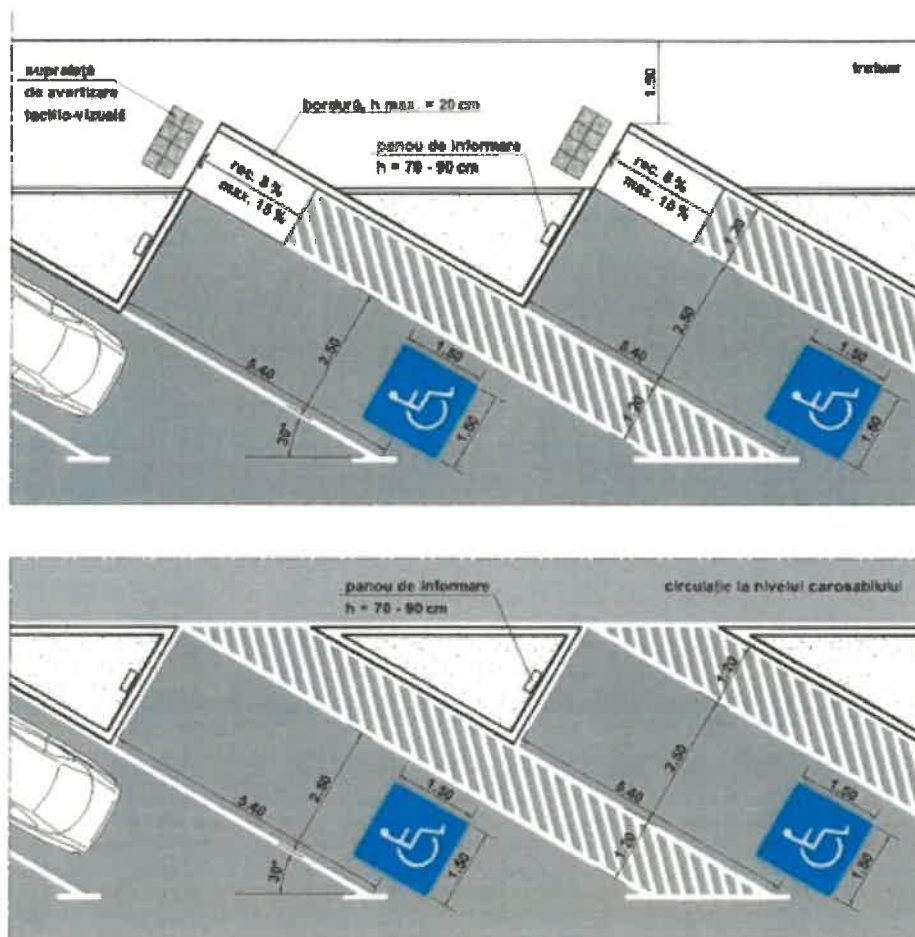 suprafață
de avertizare
tactilo-vizuală
bordură, h max. = 20 cm
panou de informare
h = 70 - 90 cm
1.50
trotuar
rec. 8 %
max. 15 %
rec. 8 %
max. 15 %
1.20
2.50
5.40
1.50
1.50
30°
2.50
5.40
1.20
1.50
1.50
panou de informare
h = 70 - 90 cm
circulație la nivelul carosabilului
1.20
2.50
5.40
1.50
1.50
30°
2.50
5.40
1.20
1.50
1.50